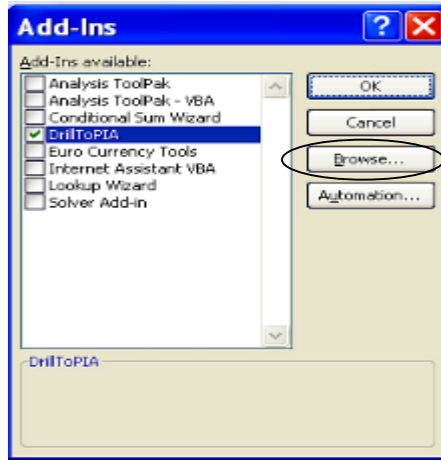 Add-Ins
Add-Ins available:
Analysis ToolPak
Analysis ToolPak - VBA
Conditional Sum Wizard
DrillToPIA
Euro Currency Tools
Internet Assistant VBA
Lookup Wizard
Solver Add-in
OK
Cancel
Browse...
Automation...
DrillToPIA